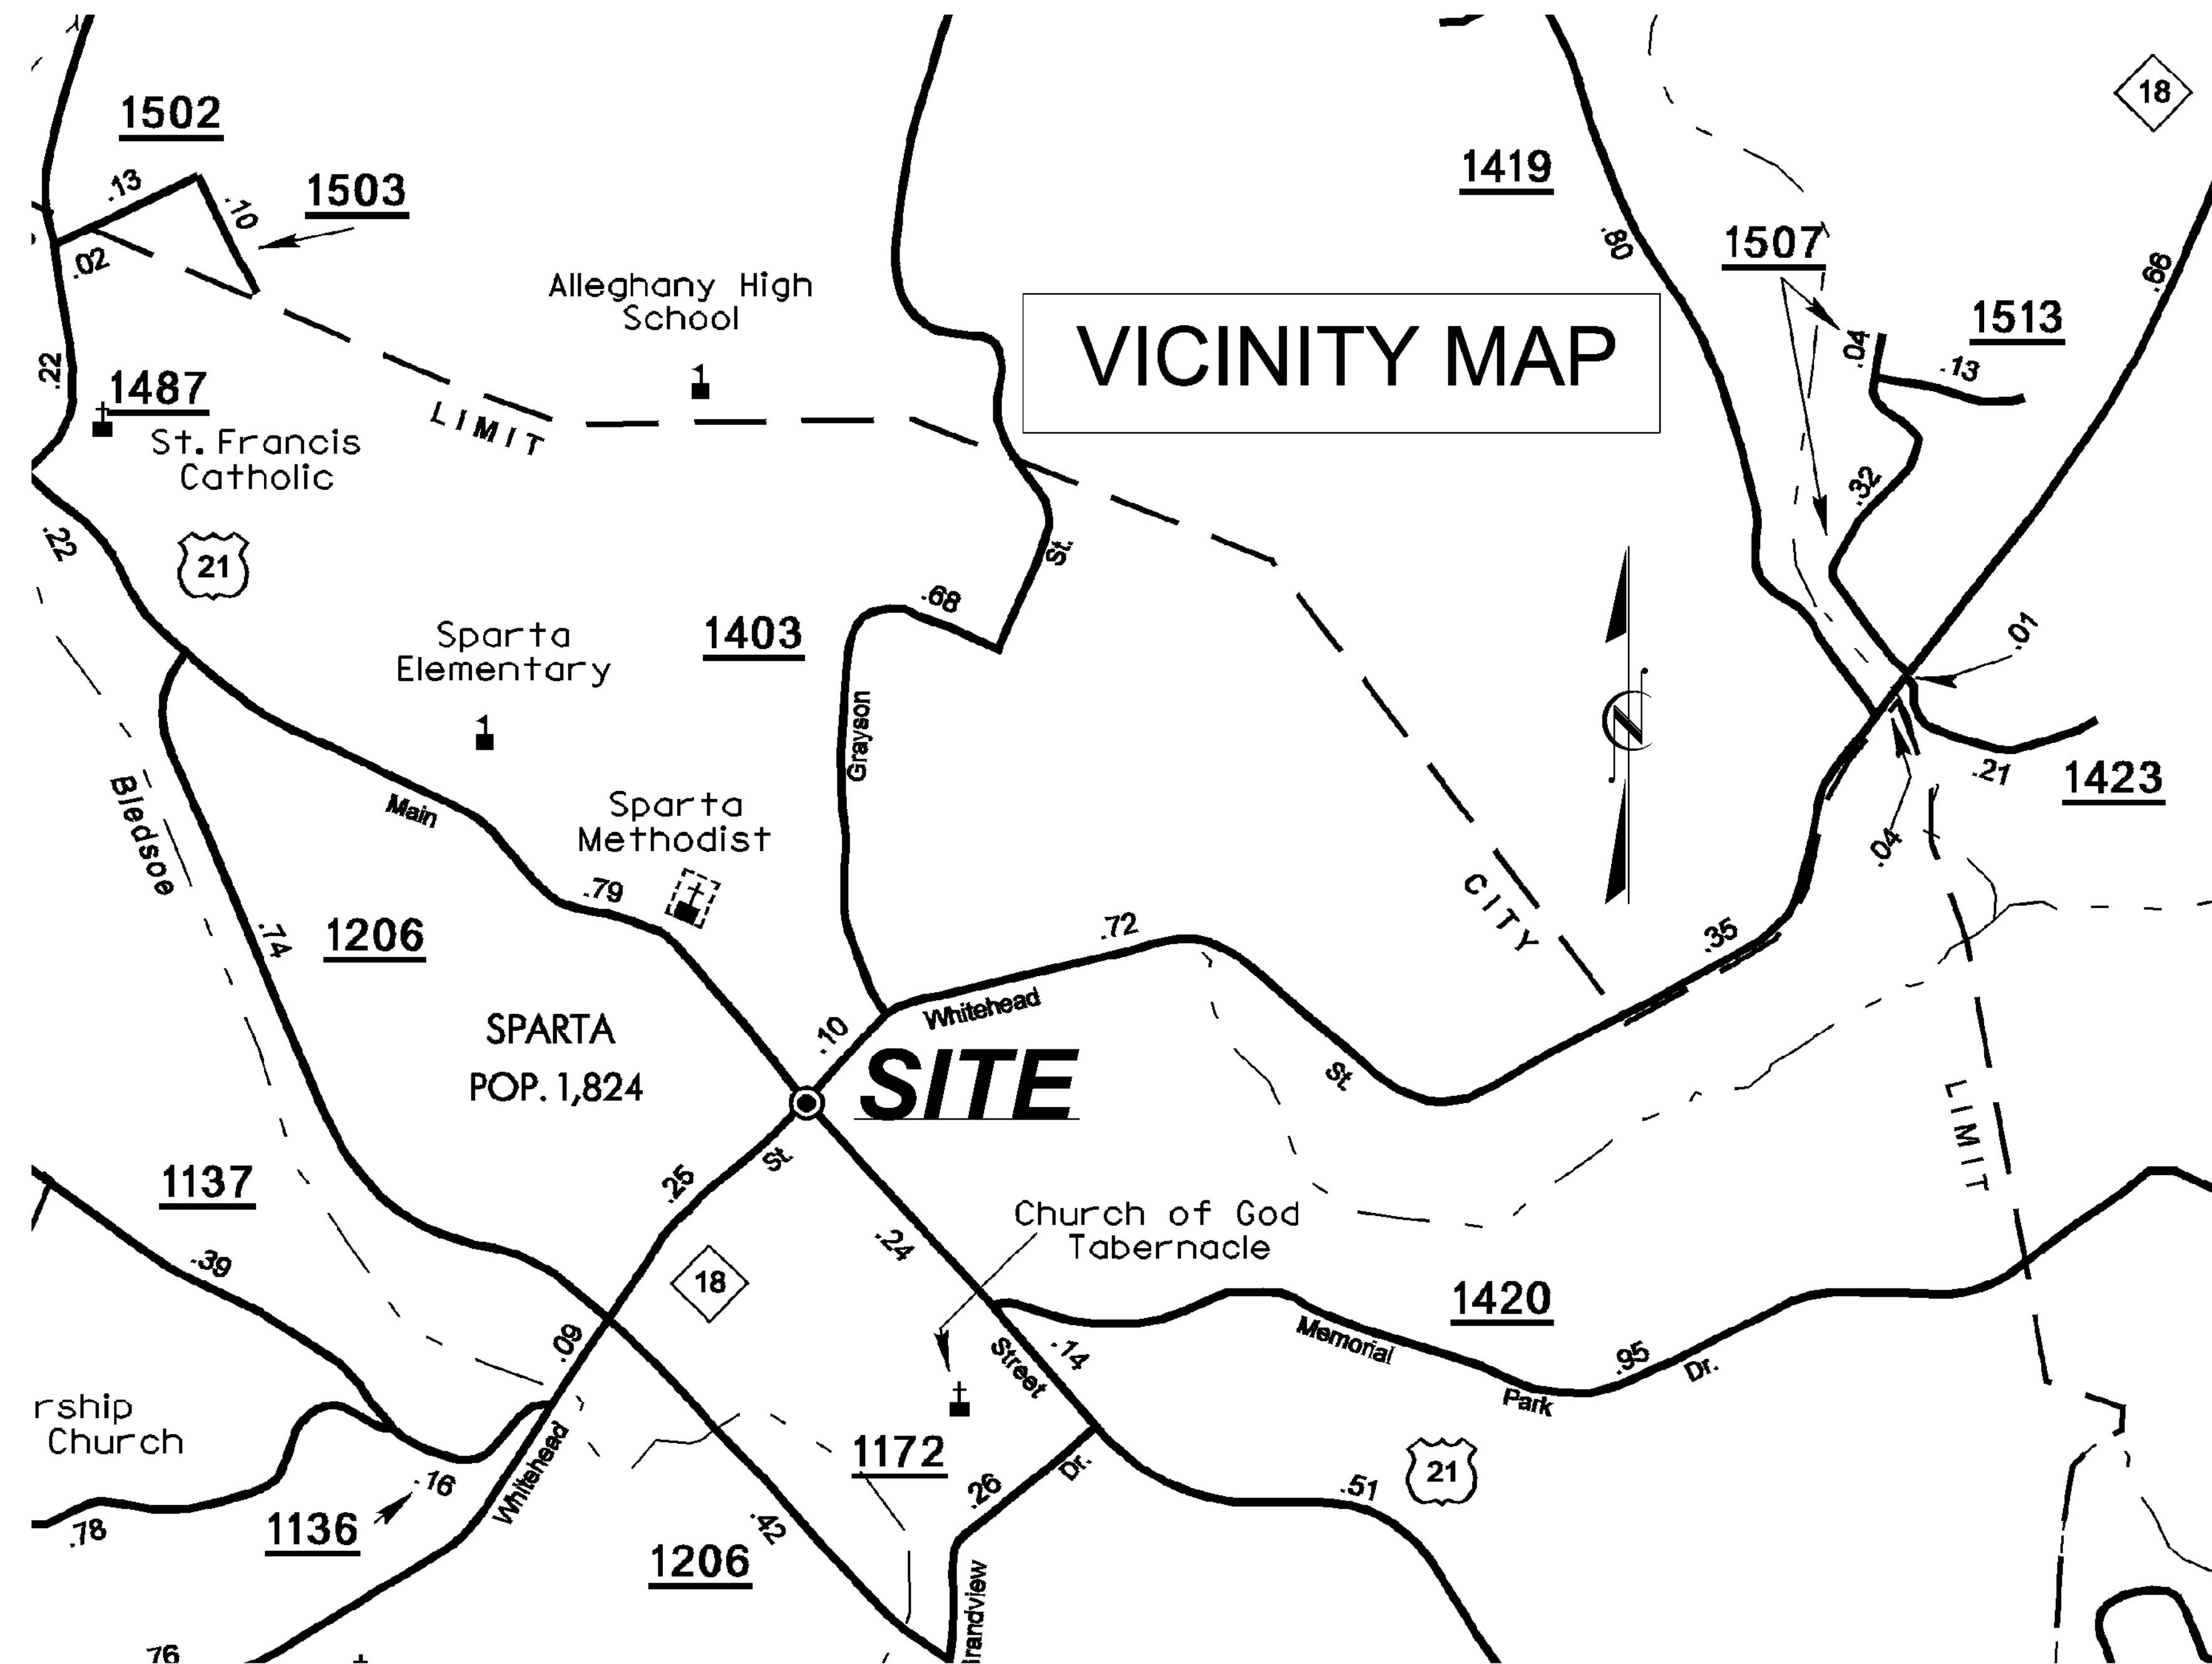 18
1502
.13
.10
1503
.02
1419
.80
1507
.66
Alleghany High
School
VICINITY MAP
.04
1513
.13
.22
1487
LIMIT
St. Francis
Catholic
.22
21
.32
St.
.68
1403
Sparta
Elementary
.01
Grayson
Main
Bledsoe
Sparta
Methodist
.79
.21
1423
.04
CITY
.74
1206
.72
.35
Whitehead
SPARTA
POP. 1,824
.10
SITE
St.
LIMIT
St.
.25
1137
.39
.24
Church of God
Tabernacle
18
1420
.09
Street
.14
Memorial
.95
Dr.
Park
rship
Church
.16
Whitehead
1172
Dr.
.26
.51
21
.78
1136
.42
1206
randview
76